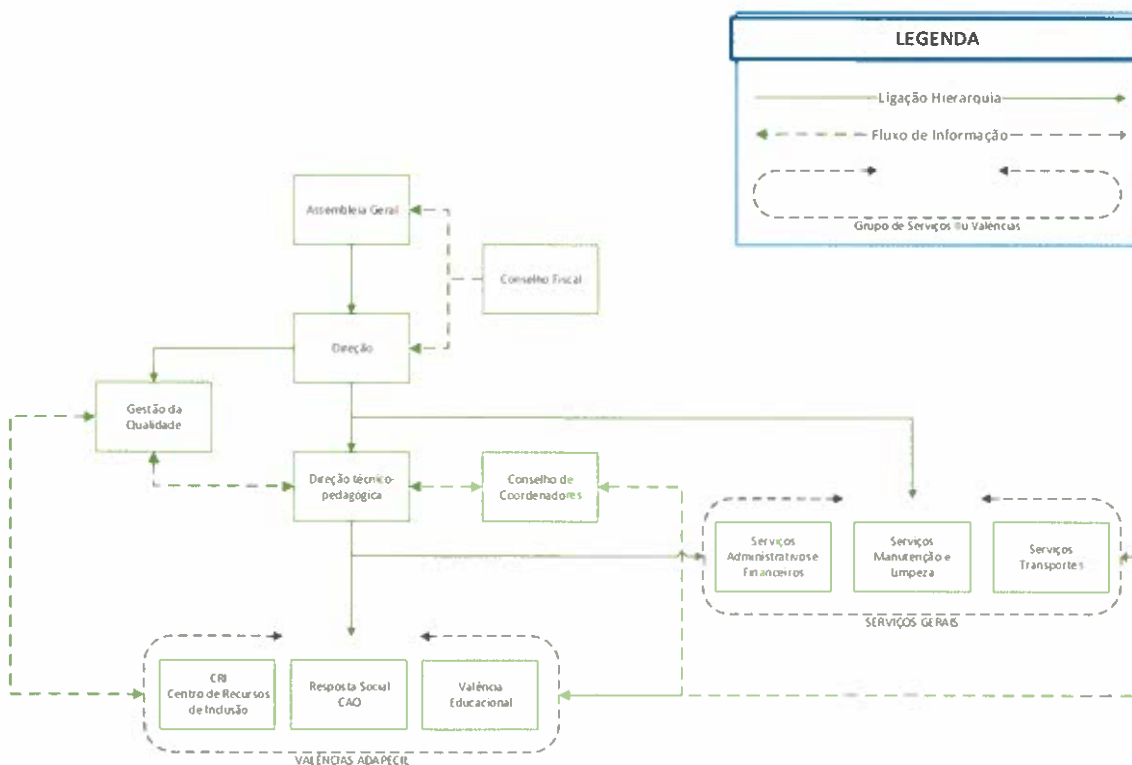 LEGENDA
Ligação Hierarquia
Fluxo de Informação
Grupo de Serviços ou Valências
Assembleia Geral
Conselho Fiscal
Direção
Gestão da
Qualidade
Direção técnico-
pedagógica
Conselho de
Coordenadores
Serviços
Administrativos e
Financeiros
Serviços
Manutenção e
Limpeza
Serviços
Transportes
SERVIÇOS GERAIS
CRI
Centro de Recursos
de Inclusão
Resposta Social
CAO
Valência
Educacional
VALÊNCIAS ADAPECIL